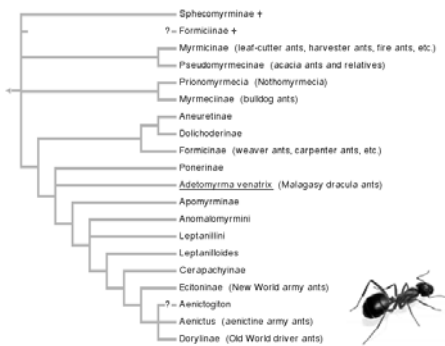 Sphecomyrminae †
?– Formiciinae †
Myrmicinae (leaf-cutter ants, harvester ants, fire ants, etc.)
Pseudomyrmecinae (acacia ants and relatives)
Prionomyrmecia (Nothomyrmecia)
Myrmeciinae (bulldog ants)
Aneuretinae
Dolichoderinae
Formicinae (weaver ants, carpenter ants, etc.)
Ponerinae
Adetomyrma venatrix (Malagasy dracula ants)
Apomyrminae
Anomalomyrmini
Leptanillini
Leptanilloides
Cerapachyinae
Ecitoninae (New World army ants)
?– Aenictogiton
Aenictus (aenictine army ants)
Dorylinae (Old World driver ants)